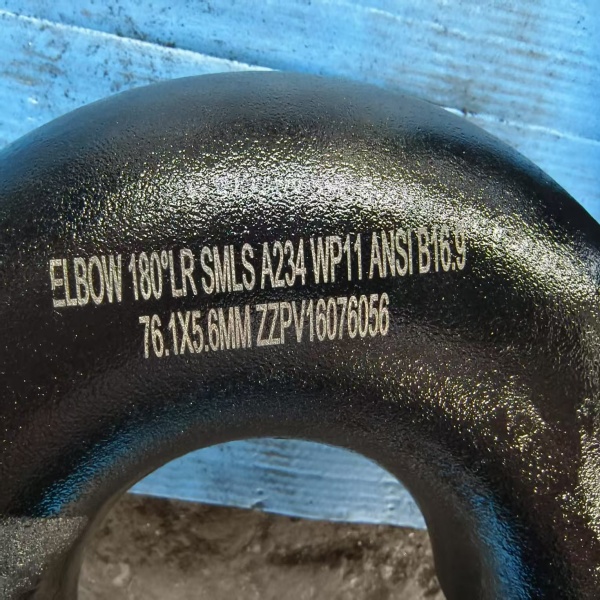 ELBOW 180°LR SMLS A234 WP11 ANSI B16.9
76.1X5.6MM ZZPV16076056